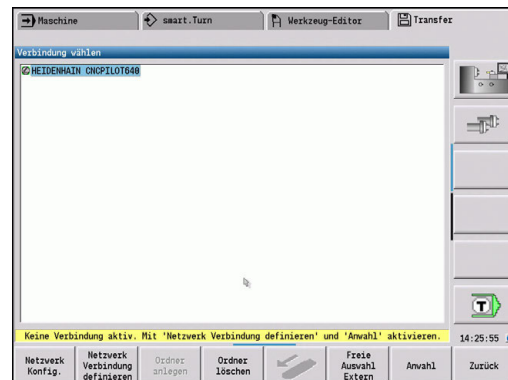 Maschine
smart.Turn
Werkzeug-Editor
Transfer
Verbindung wählen
HEIDENHAIN CNCPILOT640
T
Keine Verbindung aktiv. Mit 'Netzwerk Verbindung definieren' und 'Anwahl' aktivieren.
14:25:55
Netzwerk
Konfig.
Netzwerk
Verbindung
definieren
Ordner
anlegen
Ordner
löschen
Freie
Auswahl
Extern
Anwahl
Zurück